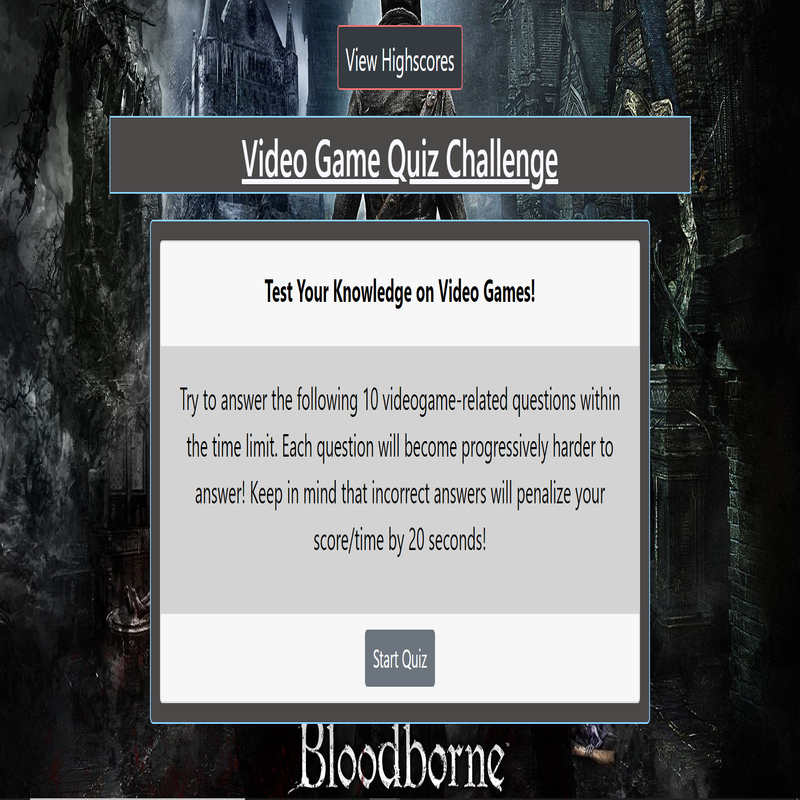 View Highscores
Video Game Quiz Challenge
Test Your Knowledge on Video Games!
Try to answer the following 10 videogame-related questions within
the time limit. Each question will become progressively harder to
answer! Keep in mind that incorrect answers will penalize your
score/time by 20 seconds!
Start Quiz
Bloodborne